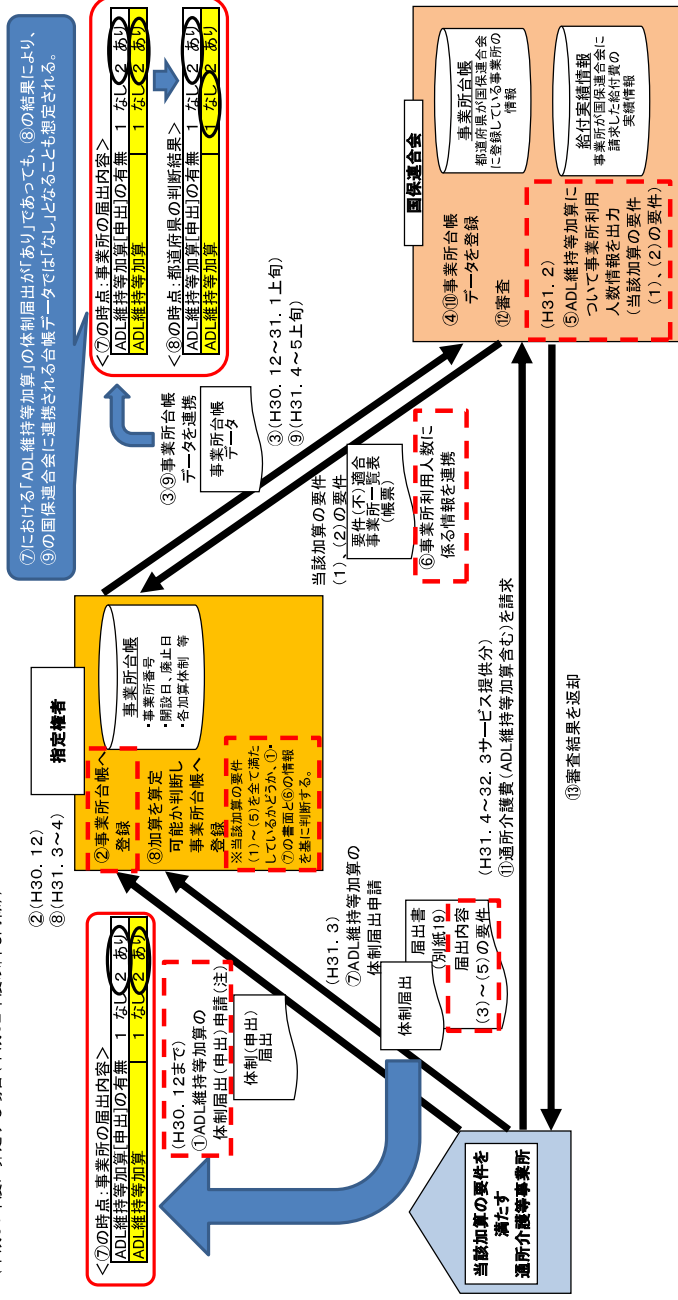 ⑦における「ADL維持等加算」の体制届出が「あり」であっても、⑧の結果により、
⑨の国保連合会に連携される台帳データでは「なし」となることも想定される。
<⑦の時点:事業所の届出内容>
ADL維持等加算[申出]の有無 1 なし 2 あり
ADL維持等加算 1 なし 2 あり
②(H30.12)
⑧(H31.3~4)
指定権者
②事業所台帳へ
登録
⑧加算を算定
可能か判断し
事業所台帳へ
登録
※当該加算の要件
(1)~(5)を全て満た
しているかどうか、①・
⑦の書面と⑥の情報
を基に判断する。
事業所台帳
・事業所番号
・開設日、廃止日
・各加算体制 等
<⑦の時点:事業所の届出内容>
ADL維持等加算[申出]の有無 1 なし 2 あり
ADL維持等加算 1 なし 2 あり
<⑧の時点:都道府県の判断結果>
ADL維持等加算[申出]の有無 1 なし 2 あり
ADL維持等加算 1 なし 2 あり
③⑨事業所台帳
データを連携
事業所台帳
データ
③(H30.12~31.1上旬)
⑨(H31.4~5上旬)
(H30.12まで)
①ADL維持等加算の
体制届出(申出)申請(注)
体制(申出)
届出
(H31.3)
⑦ADL維持等加算の
体制届出申請
体制届出
届出書
(別紙19)
届出内容
(3)~(5)の要件
当該加算の要件
(1)、(2)の要件
要件(不)適合
事業所一覧表
(帳票)
⑥事業所利用人数に
係る情報を連携
国保連合会
④⑩事業所台帳
データを登録
⑫審査
(H31.2)
⑤ADL維持等加算に
ついて事業所利用
人数情報を出力
(当該加算の要件
(1)、(2)の要件)
事業所台帳
都道府県が国保連合会
に登録している事業所の
情報
給付実績情報
事業所が国保連合会に
請求した給付費の
実績情報
(H31.4~32.3サービス提供分)
⑪通所介護費(ADL維持等加算含む)を請求
⑬審査結果を返却
当該加算の要件を
満たす
通所介護等事業所